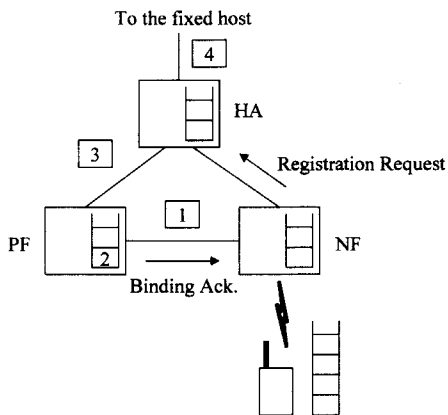 To the fixed host
4
HA
3
Registration Request
1
PF
2
NF
Binding Ack.